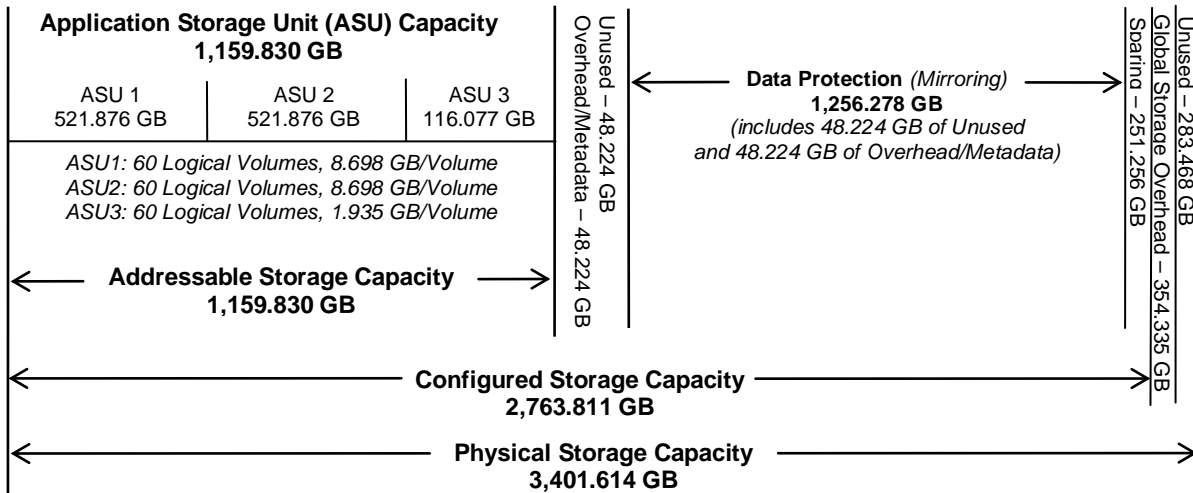 Application Storage Unit (ASU) Capacity
1,159.830 GB
ASU 1
521.876 GB
ASU 2
521.876 GB
ASU 3
116.077 GB
ASU1: 60 Logical Volumes, 8.698 GB/Volume
ASU2: 60 Logical Volumes, 8.698 GB/Volume
ASU3: 60 Logical Volumes, 1.935 GB/Volume
Addressable Storage Capacity
1,159.830 GB
Unused – 48.224 GB
Overhead/Metadata – 48.224 GB
Data Protection (Mirroring)
1,256.278 GB
(includes 48.224 GB of Unused
and 48.224 GB of Overhead/Metadata)
Sparing – 251.256 GB
Global Storage Overhead – 354.335 GB
Unused – 283.468 GB
Configured Storage Capacity
2,763.811 GB
Physical Storage Capacity
3,401.614 GB